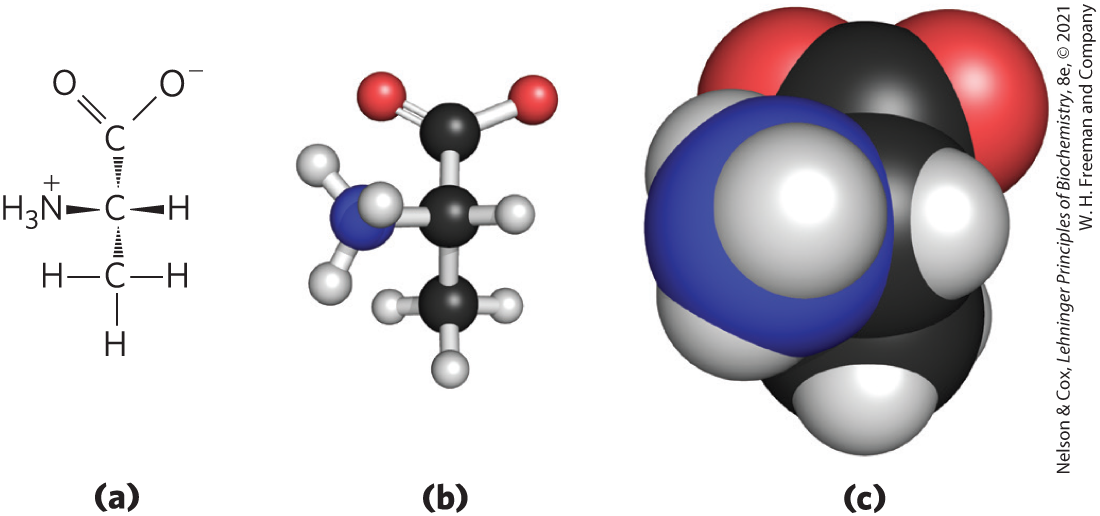 O O⁻
C
+
H₃N C H
H C H
H
(a) (b) (c)
Nelson & Cox, Lehninger Principles of Biochemistry, 8e, © 2021
W. H. Freeman and Company